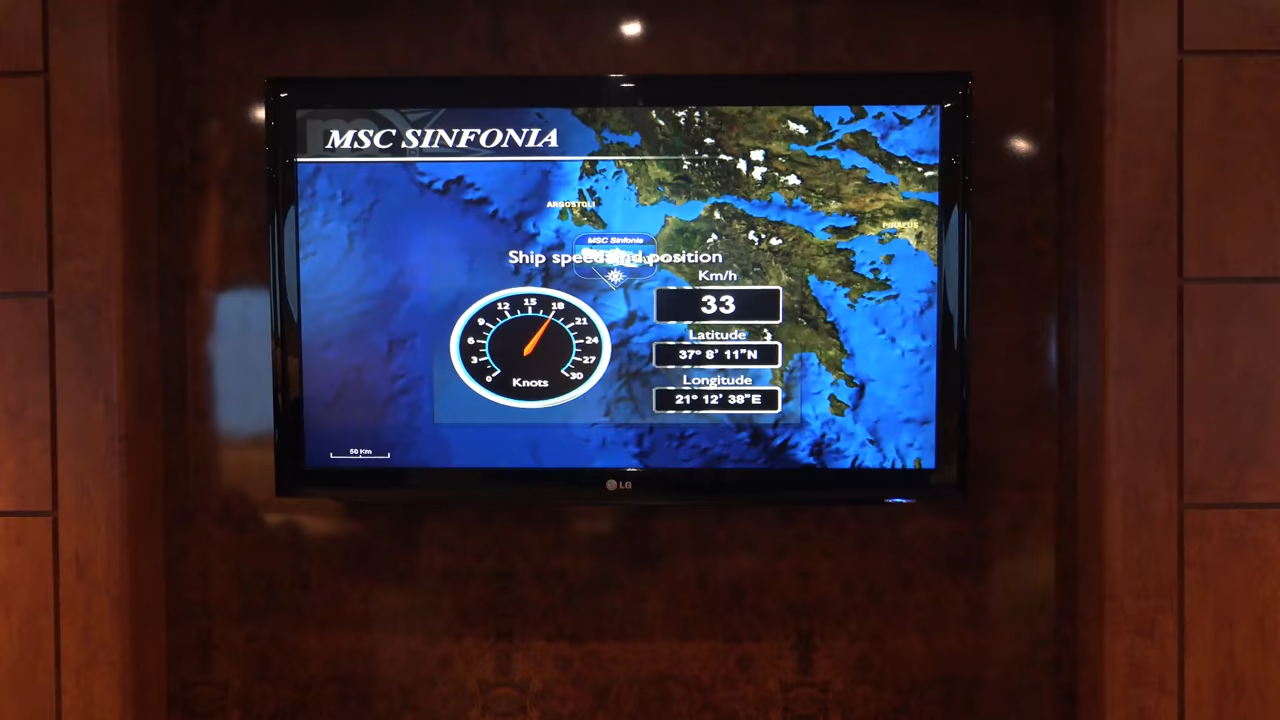 MSC SINFONIA
ARGOSTOLI
PIRAEUS
MSC Sinfonia
Ship speed and position
Km/h
33
Latitude
37° 8' 11"N
Longitude
21° 12' 38"E
0 3 6 9 12 15 18 21 24 27 30
Knots
50 Km
LG